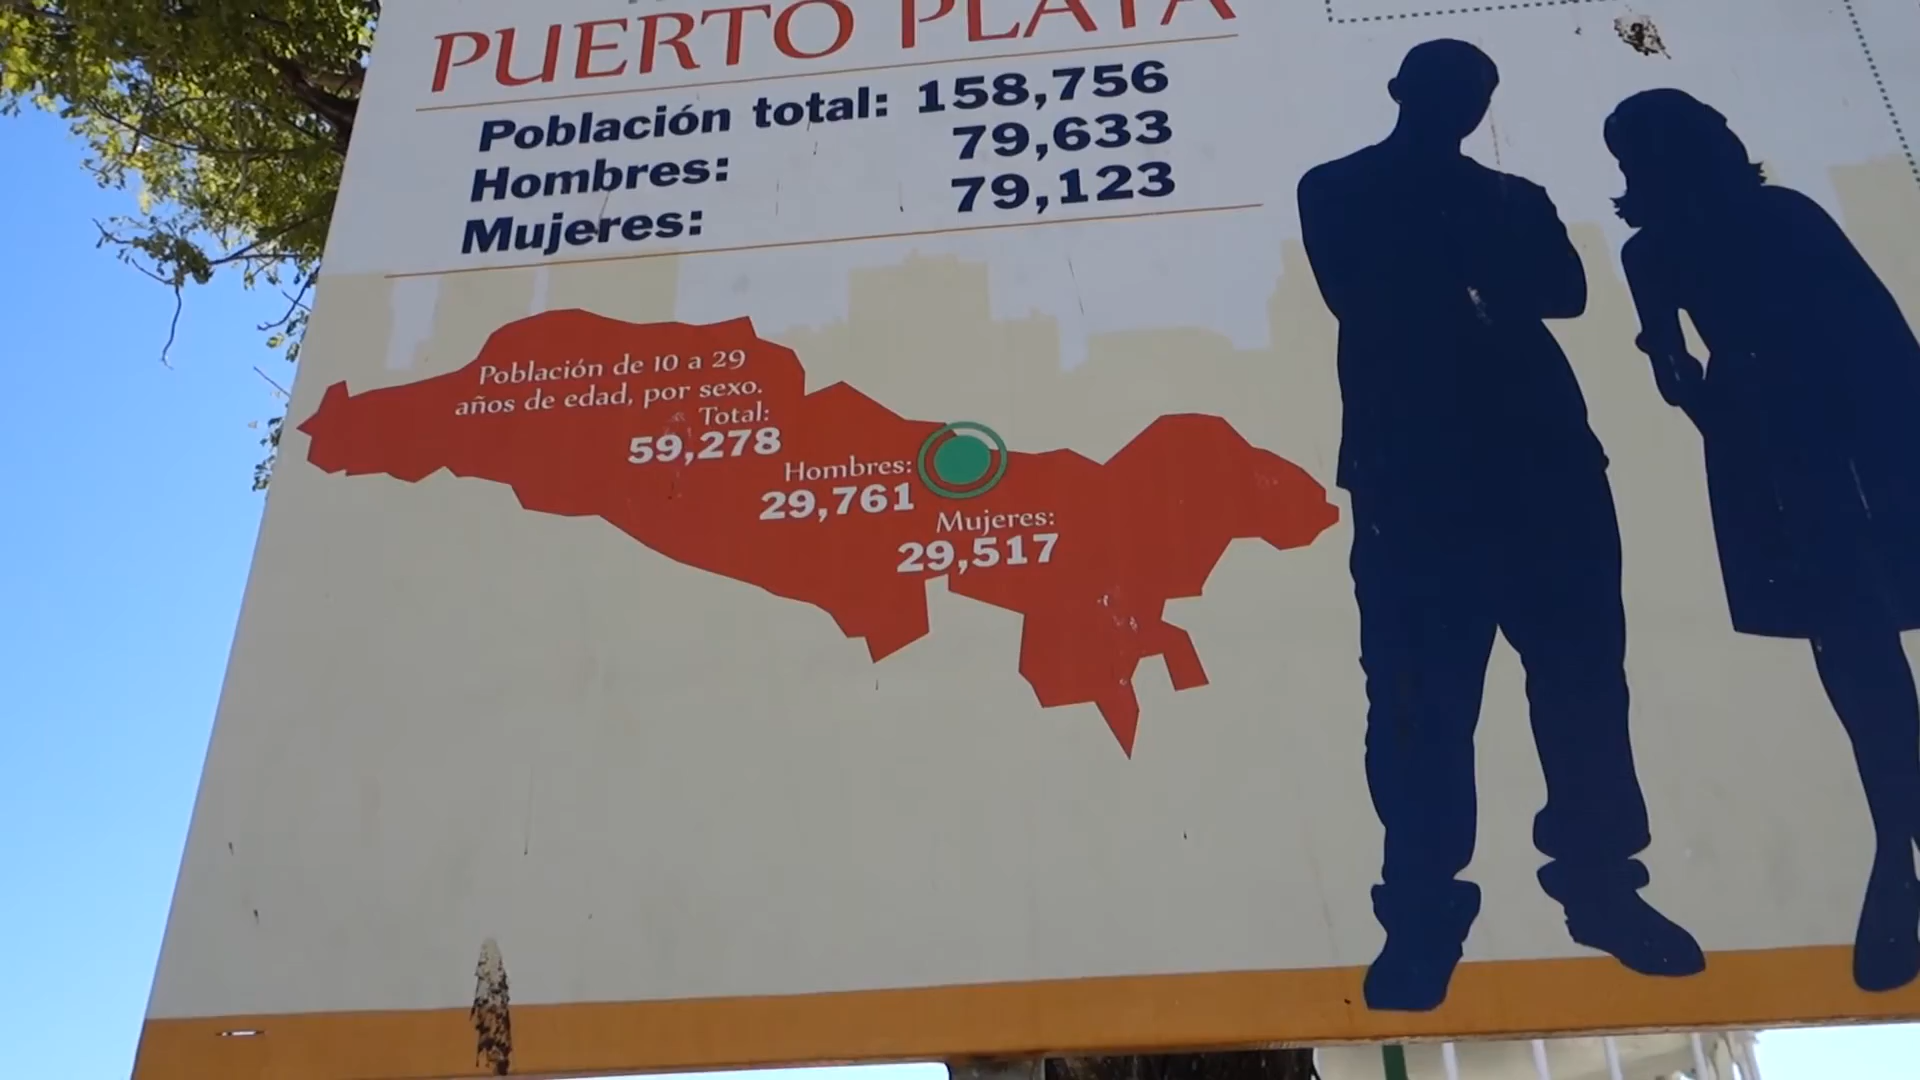 PUERTO PLATA
Población total: 158,756
Hombres: 79,633
Mujeres: 79,123
Población de 10 a 29
años de edad, por sexo.
Total:
59,278
Hombres:
29,761
Mujeres:
29,517